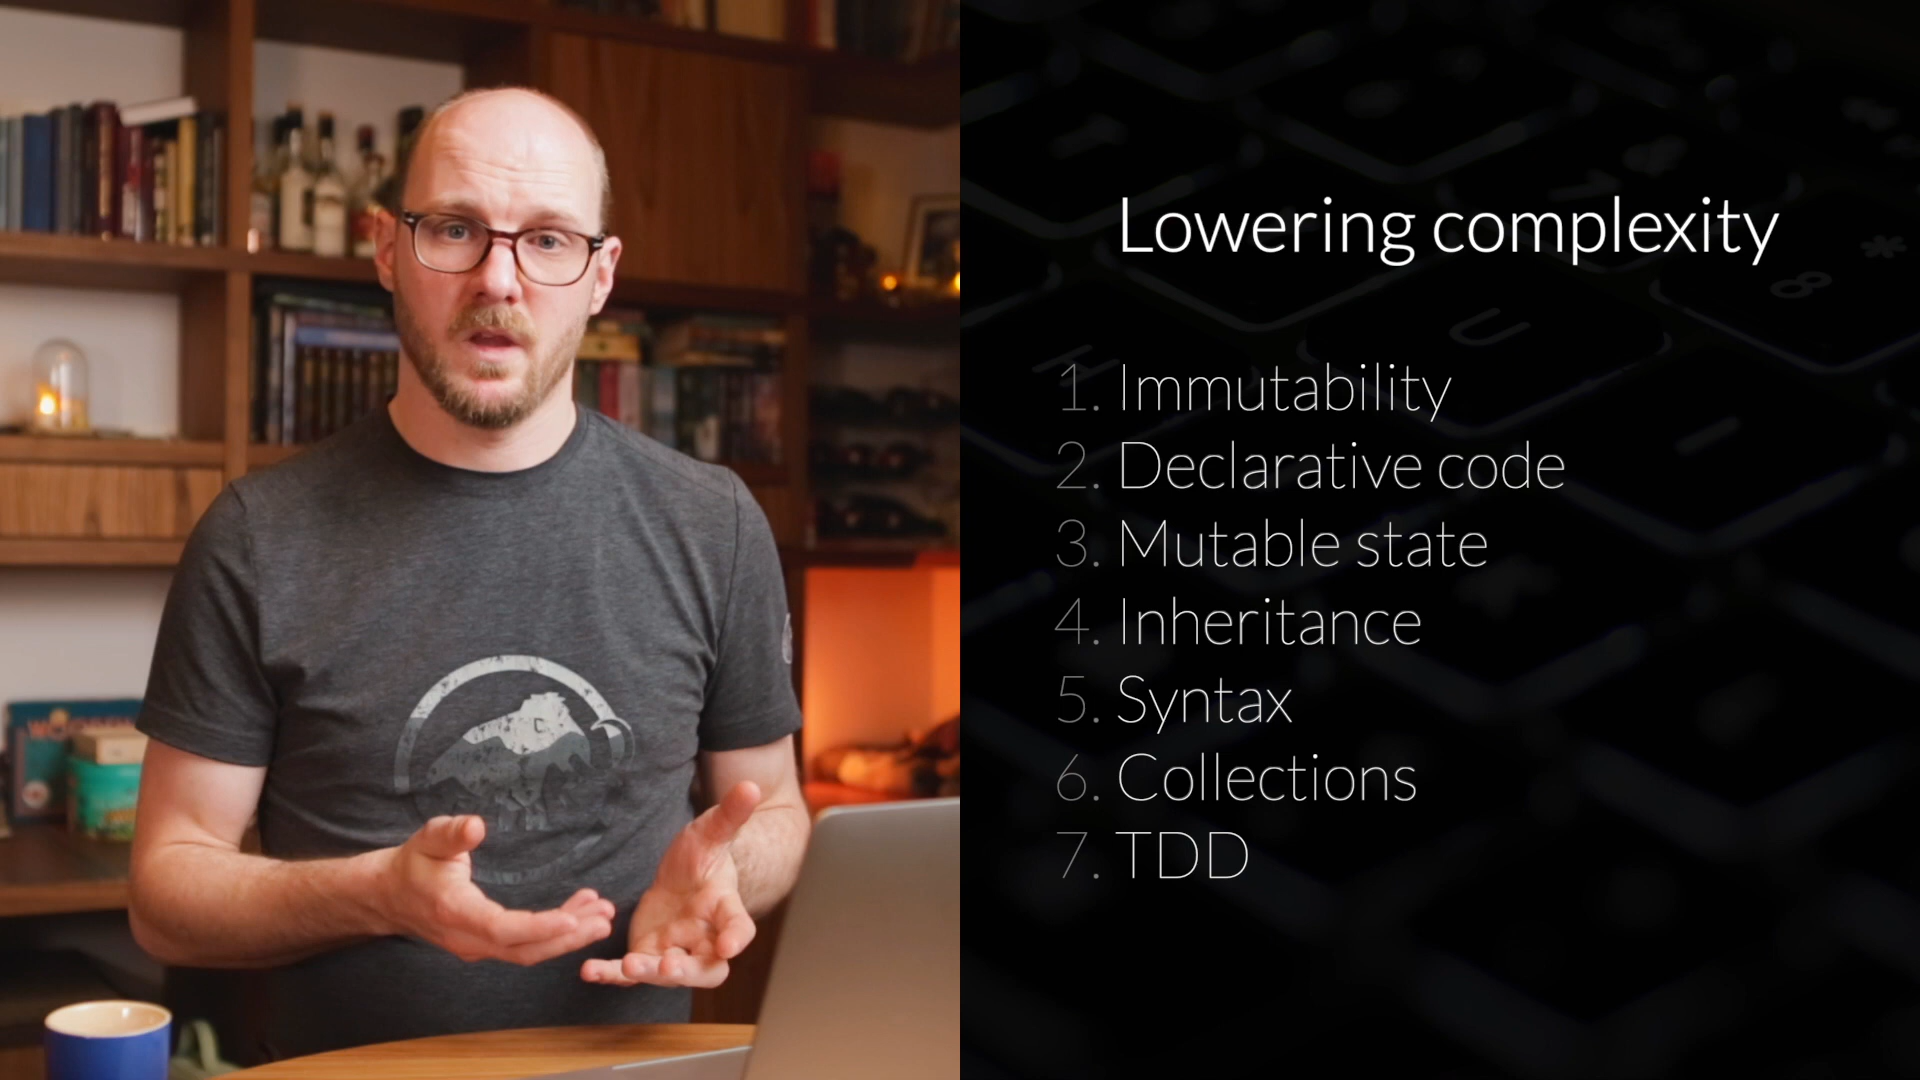 Lowering complexity
1. Immutability
2. Declarative code
3. Mutable state
4. Inheritance
5. Syntax
6. Collections
7. TDD